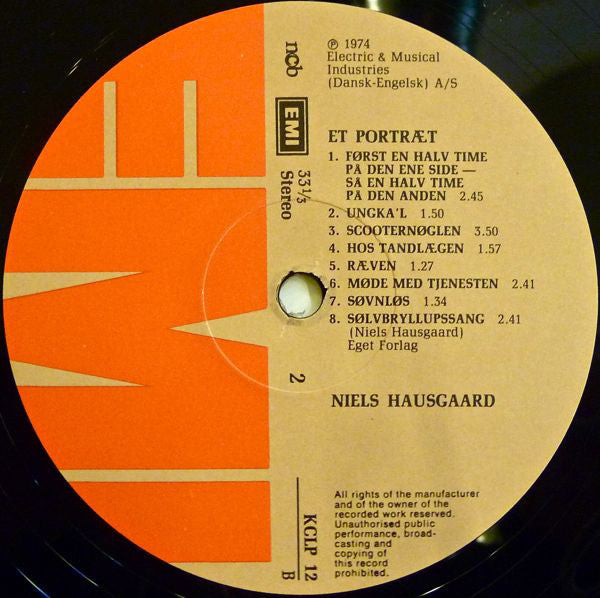 ℗ 1974
Electric & Musical
Industries
(Dansk-Engelsk) A/S
ncb
EMI
33⅓
Stereo
ET PORTRÆT
1. FØRST EN HALV TIME
PÅ DEN ENE SIDE —
SÅ EN HALV TIME
PÅ DEN ANDEN 2.45
2. UNGKA'L 1.50
3. SCOOTERNØGLEN 3.50
4. HOS TANDLÆGEN 1.57
5. RÆVEN 1.27
6. MØDE MED TJENESTEN 2.41
7. SØVNLØS 1.34
8. SØLVBRYLLUPSSANG 2.41
(Niels Hausgaard)
Eget Forlag
2
NIELS HAUSGAARD
KCLP 12
B
All rights of the manufacturer
and of the owner of the
recorded work reserved.
Unauthorised public
performance, broad-
casting and
copying of
this record
prohibited.
EMI